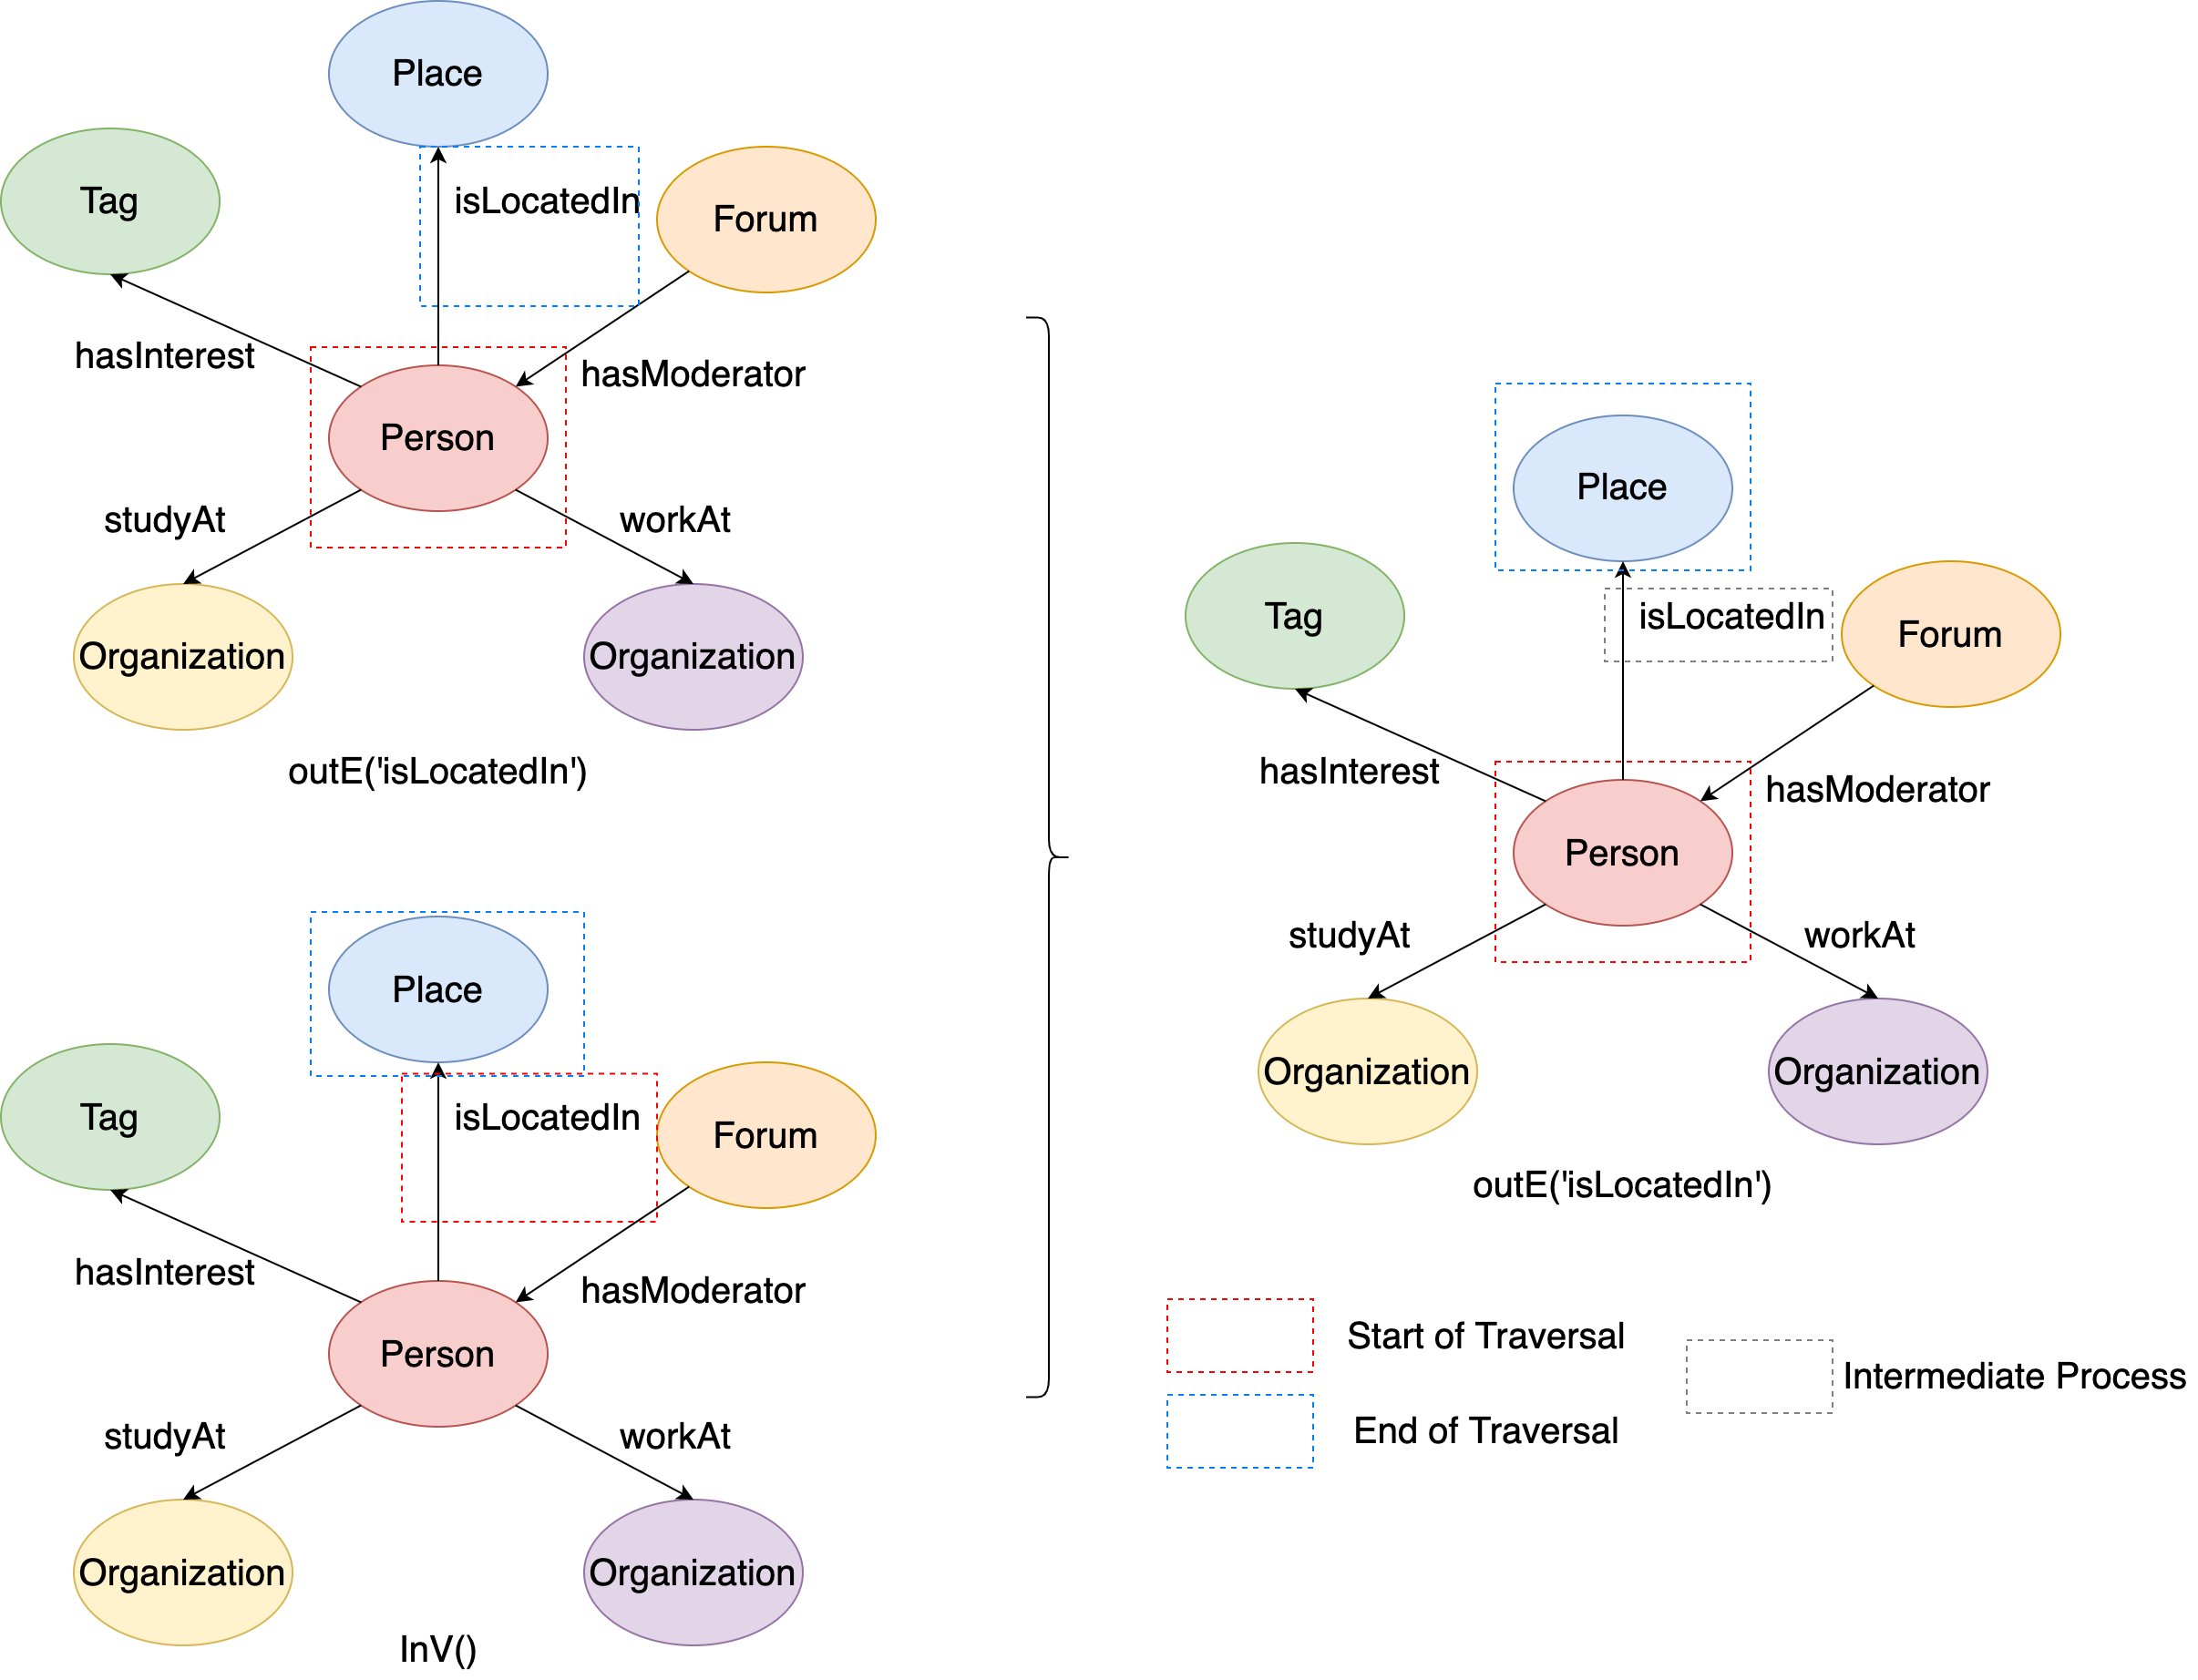 Place
Tag
isLocatedIn
Forum
hasInterest
hasModerator
Person
studyAt
workAt
Organization
Organization
outE('isLocatedIn')
Place
Tag
isLocatedIn
Forum
hasInterest
hasModerator
Person
studyAt
workAt
Organization
Organization
InV()
Place
Tag
isLocatedIn
Forum
hasInterest
hasModerator
Person
studyAt
workAt
Organization
Organization
outE('isLocatedIn')
Start of Traversal
End of Traversal
Intermediate Process